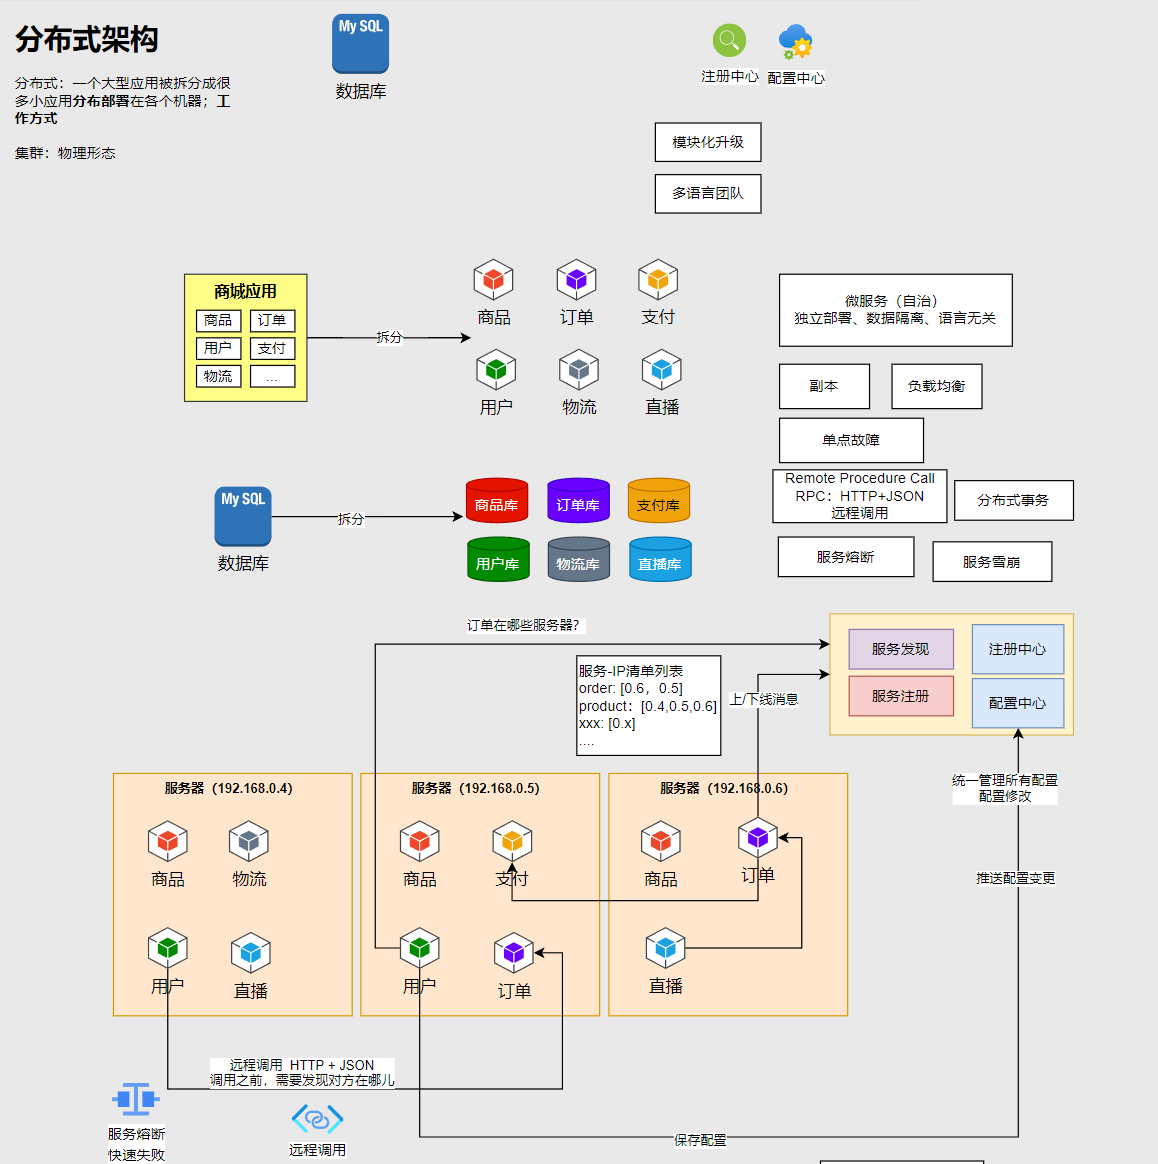 分布式架构
分布式：一个大型应用被拆分成很
多小应用分布部署在各个机器；工
作方式
集群：物理形态
My SQL
数据库
注册中心
配置中心
模块化升级
多语言团队
商城应用
商品
订单
用户
支付
物流
...
拆分
商品
订单
支付
用户
物流
直播
微服务（自治）
独立部署、数据隔离、语言无关
副本
负载均衡
单点故障
Remote Procedure Call
RPC：HTTP+JSON
远程调用
分布式事务
服务熔断
服务雪崩
My SQL
数据库
拆分
商品库
订单库
支付库
用户库
物流库
直播库
订单在哪些服务器？
服务-IP清单列表
order: [0.6，0.5]
product：[0.4,0.5,0.6]
xxx: [0.x]
....
上/下线消息
服务发现
注册中心
服务注册
配置中心
统一管理所有配置
配置修改
推送配置变更
服务器（192.168.0.4）
商品
物流
用户
直播
服务器（192.168.0.5）
商品
支付
用户
订单
服务器（192.168.0.6）
商品
订单
直播
远程调用 HTTP + JSON
调用之前，需要发现对方在哪儿
服务熔断
快速失败
远程调用
保存配置